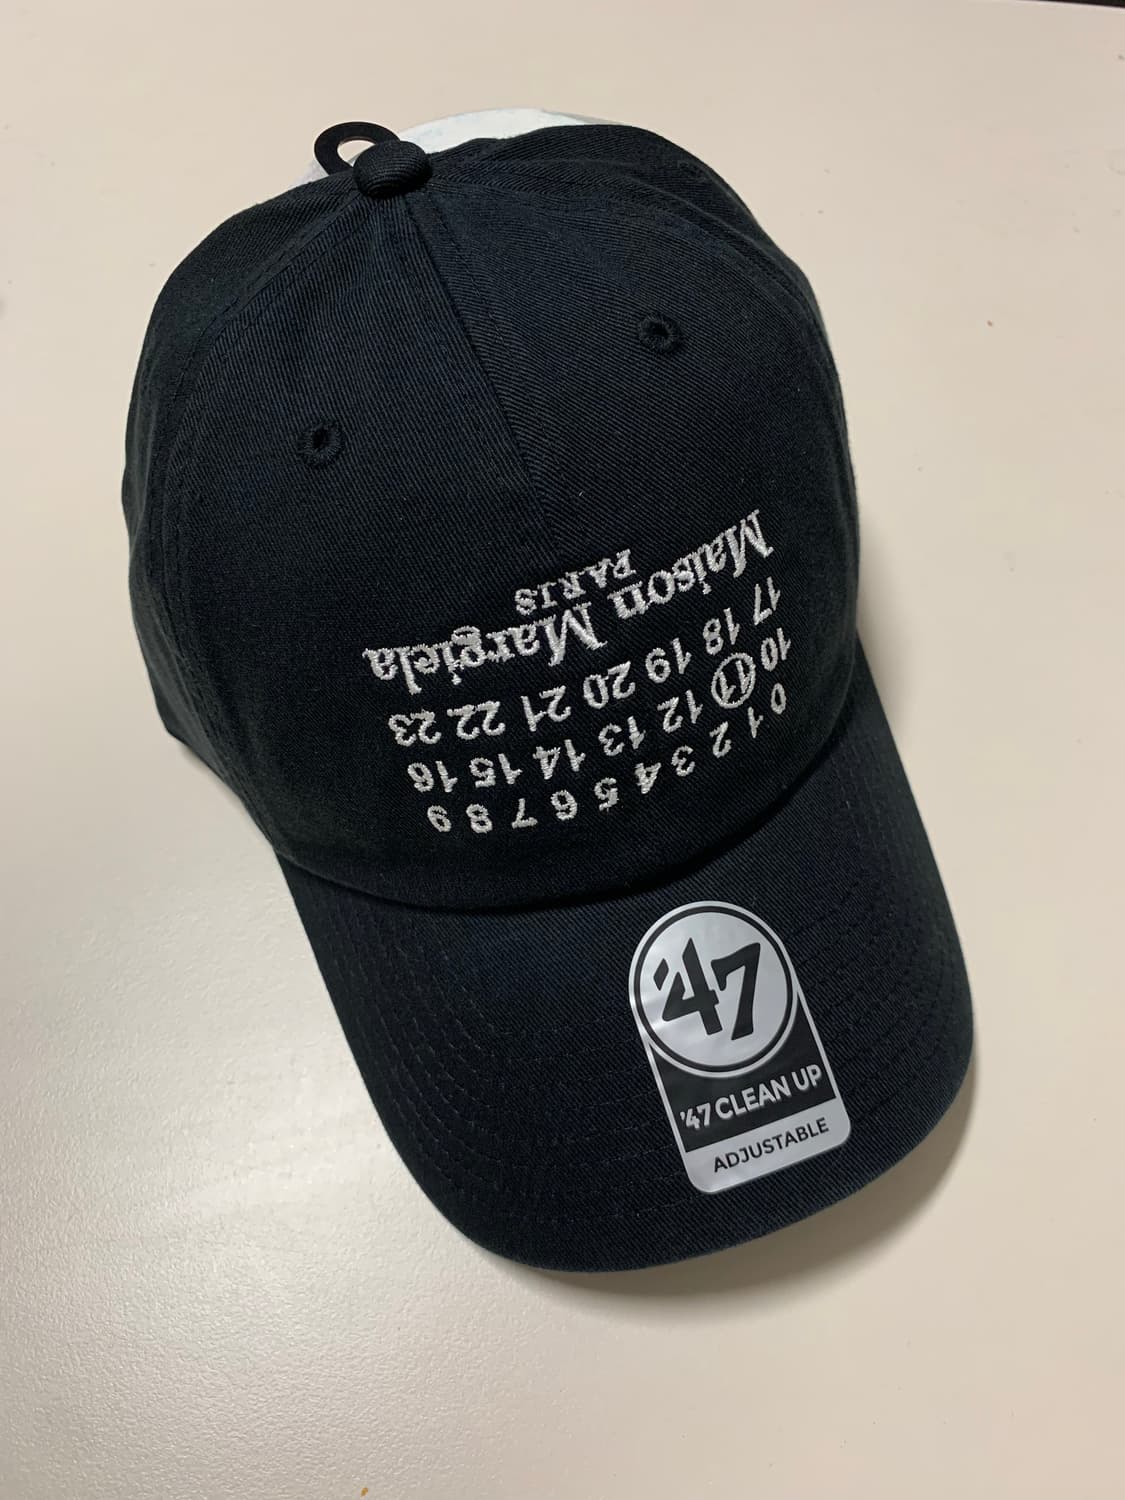 0 1 2 3 4 5 6 7 8 9
10 11 12 13 14 15 16
17 18 19 20 21 22 23
Maison Margiela
PARIS
'47
'47 CLEAN UP
ADJUSTABLE